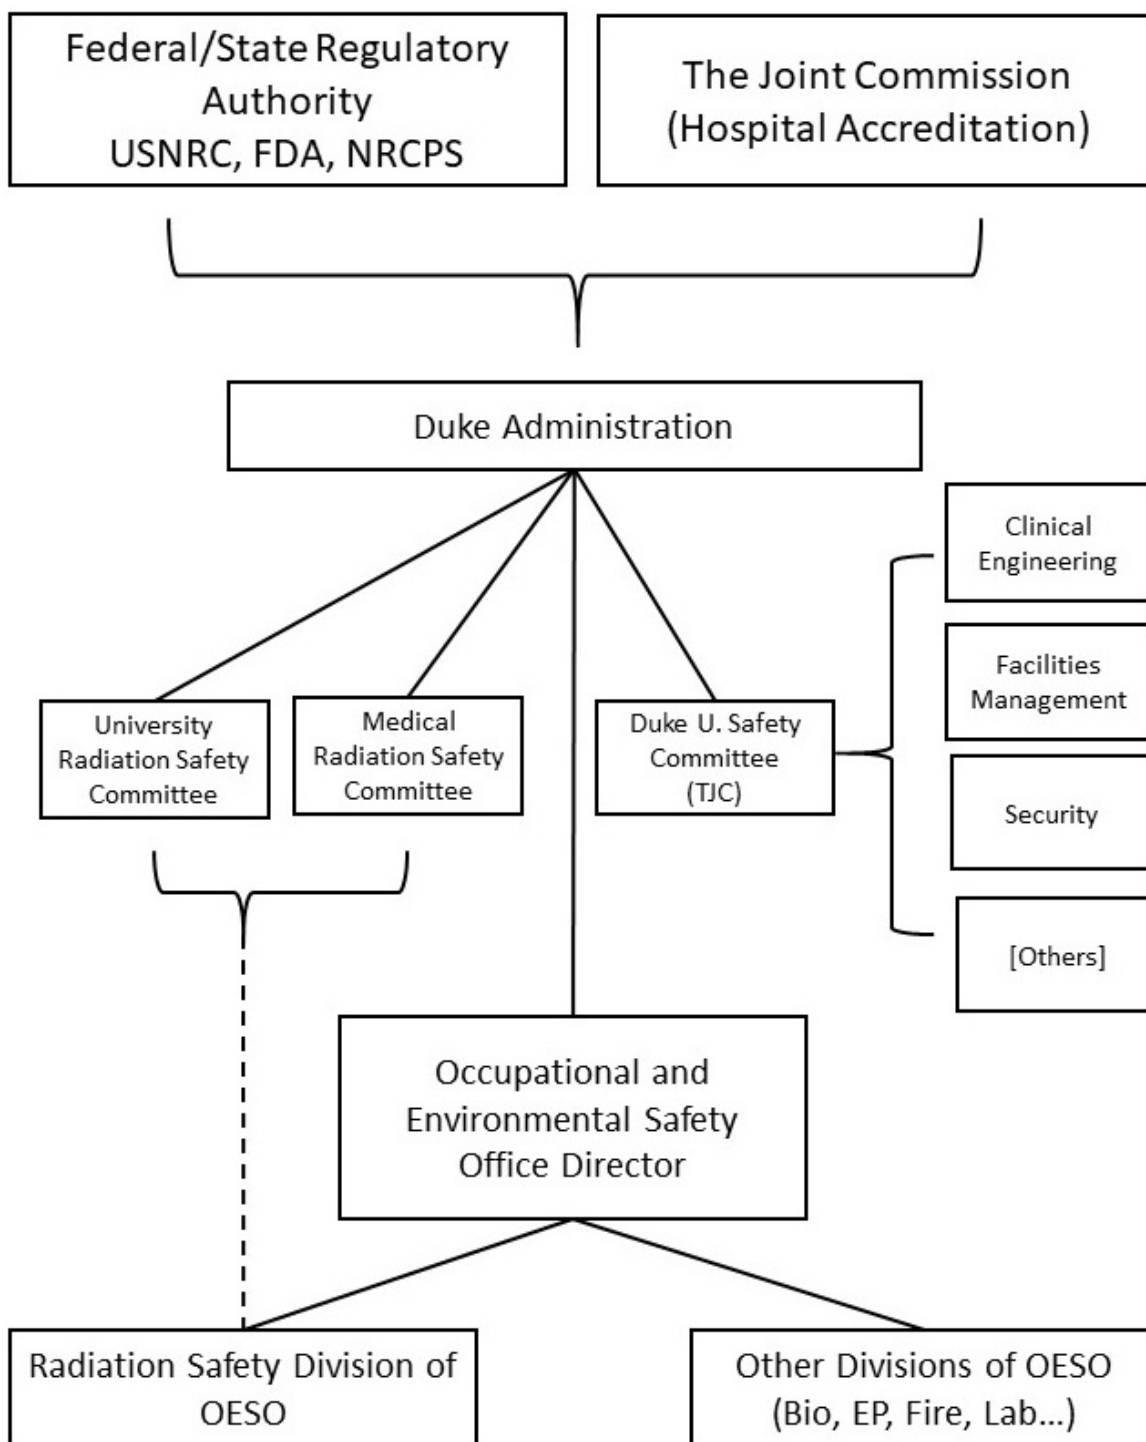 Federal/State Regulatory
Authority
USNRC, FDA, NRCPS
The Joint Commission
(Hospital Accreditation)
Duke Administration
Clinical
Engineering
Facilities
Management
Security
[Others]
University
Radiation Safety
Committee
Medical
Radiation Safety
Committee
Duke U. Safety
Committee
(TJC)
Occupational and
Environmental Safety
Office Director
Radiation Safety Division of
OESO
Other Divisions of OESO
(Bio, EP, Fire, Lab...)